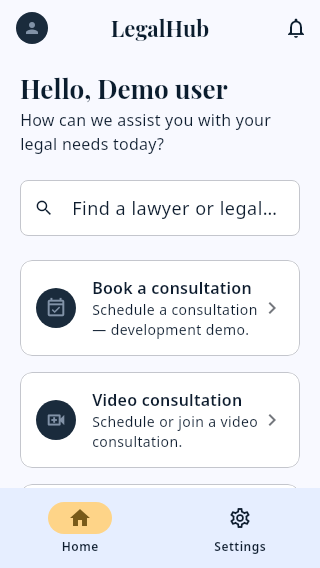 LegalHub
Hello, Demo user
How can we assist you with your
legal needs today?
Find a lawyer or legal...
Book a consultation
Schedule a consultation
— development demo.
Video consultation
Schedule or join a video
consultation.
Home
Settings